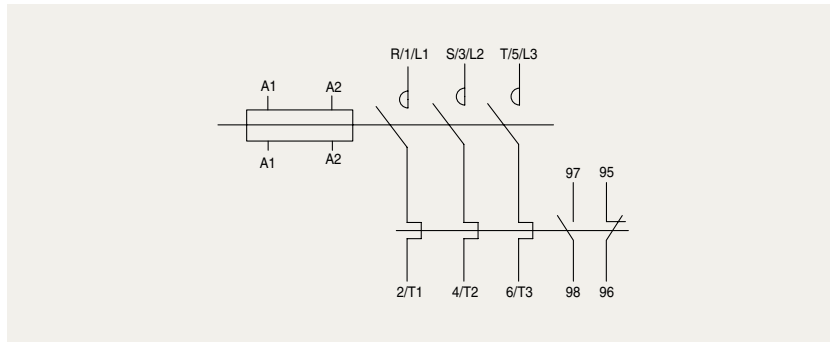 R/1/L1 S/3/L2 T/5/L3
A1 A2
A1 A2
97 95
2/T1 4/T2 6/T3 98 96